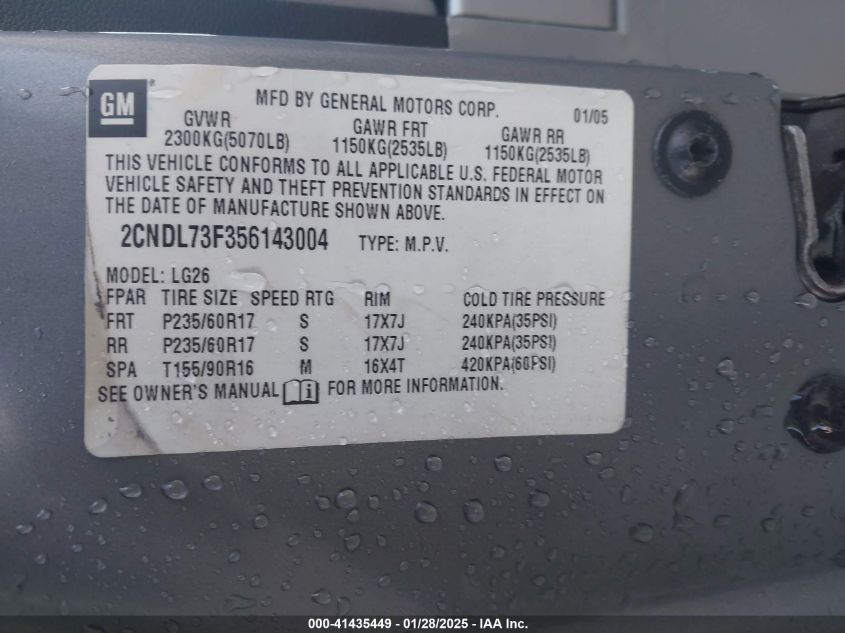 GM®
MFD BY GENERAL MOTORS CORP. 01/05
GVWR GAWR FRT GAWR RR
2300KG(5070LB) 1150KG(2535LB) 1150KG(2535LB)
THIS VEHICLE CONFORMS TO ALL APPLICABLE U.S. FEDERAL MOTOR
VEHICLE SAFETY AND THEFT PREVENTION STANDARDS IN EFFECT ON
THE DATE OF MANUFACTURE SHOWN ABOVE.
2CNDL73F356143004 TYPE: M.P.V.
MODEL: LG26
FPAR TIRE SIZE SPEED RTG RIM COLD TIRE PRESSURE
FRT P235/60R17 S 17X7J 240KPA(35PSI)
RR P235/60R17 S 17X7J 240KPA(35PSI)
SPA T155/90R16 M 16X4T 420KPA(60PSI)
SEE OWNER'S MANUAL i FOR MORE INFORMATION.
000-41435449 - 01/28/2025 - IAA Inc.